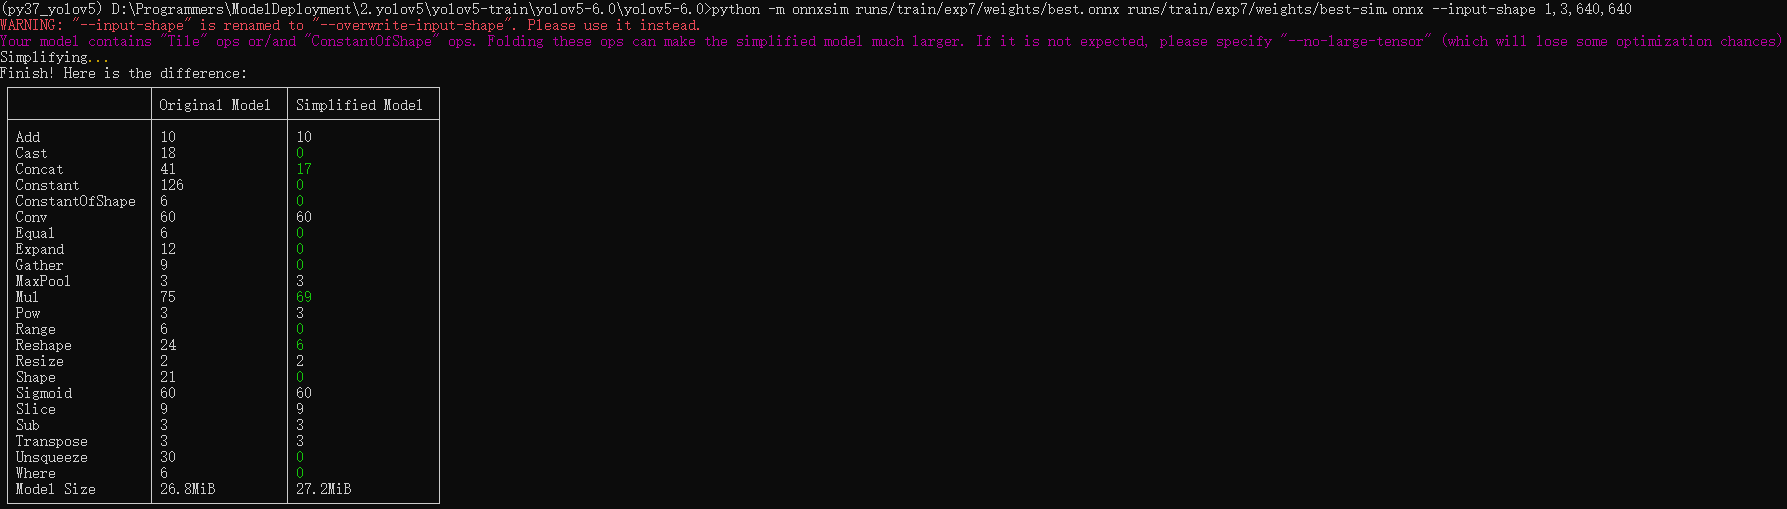 (py37_yolov5) D:\Programmers\ModelDeployment\2.yolov5\yolov5-train\yolov5-6.0\yolov5-6.0>python -m onnxsim runs/train/exp7/weights/best.onnx runs/train/exp7/weights/best-sim.onnx --input-shape 1,3,640,640
WARNING: "--input-shape" is renamed to "--overwrite-input-shape". Please use it instead.
Your model contains "Tile" ops or/and "ConstantOfShape" ops. Folding these ops can make the simplified model much larger. If it is not expected, please specify "--no-large-tensor" (which will lose some optimization chances)
Simplifying...
Finish! Here is the difference:
Original Model Simplified Model
Add 10 10
Cast 18 0
Concat 41 17
Constant 126 0
ConstantOfShape 6 0
Conv 60 60
Equal 6 0
Expand 12 0
Gather 9 0
MaxPool 3 3
Mul 75 69
Pow 3 3
Range 6 0
Reshape 24 6
Resize 2 2
Shape 21 0
Sigmoid 60 60
Slice 9 9
Sub 3 3
Transpose 3 3
Unsqueeze 30 0
Where 6 0
Model Size 26.8MiB 27.2MiB